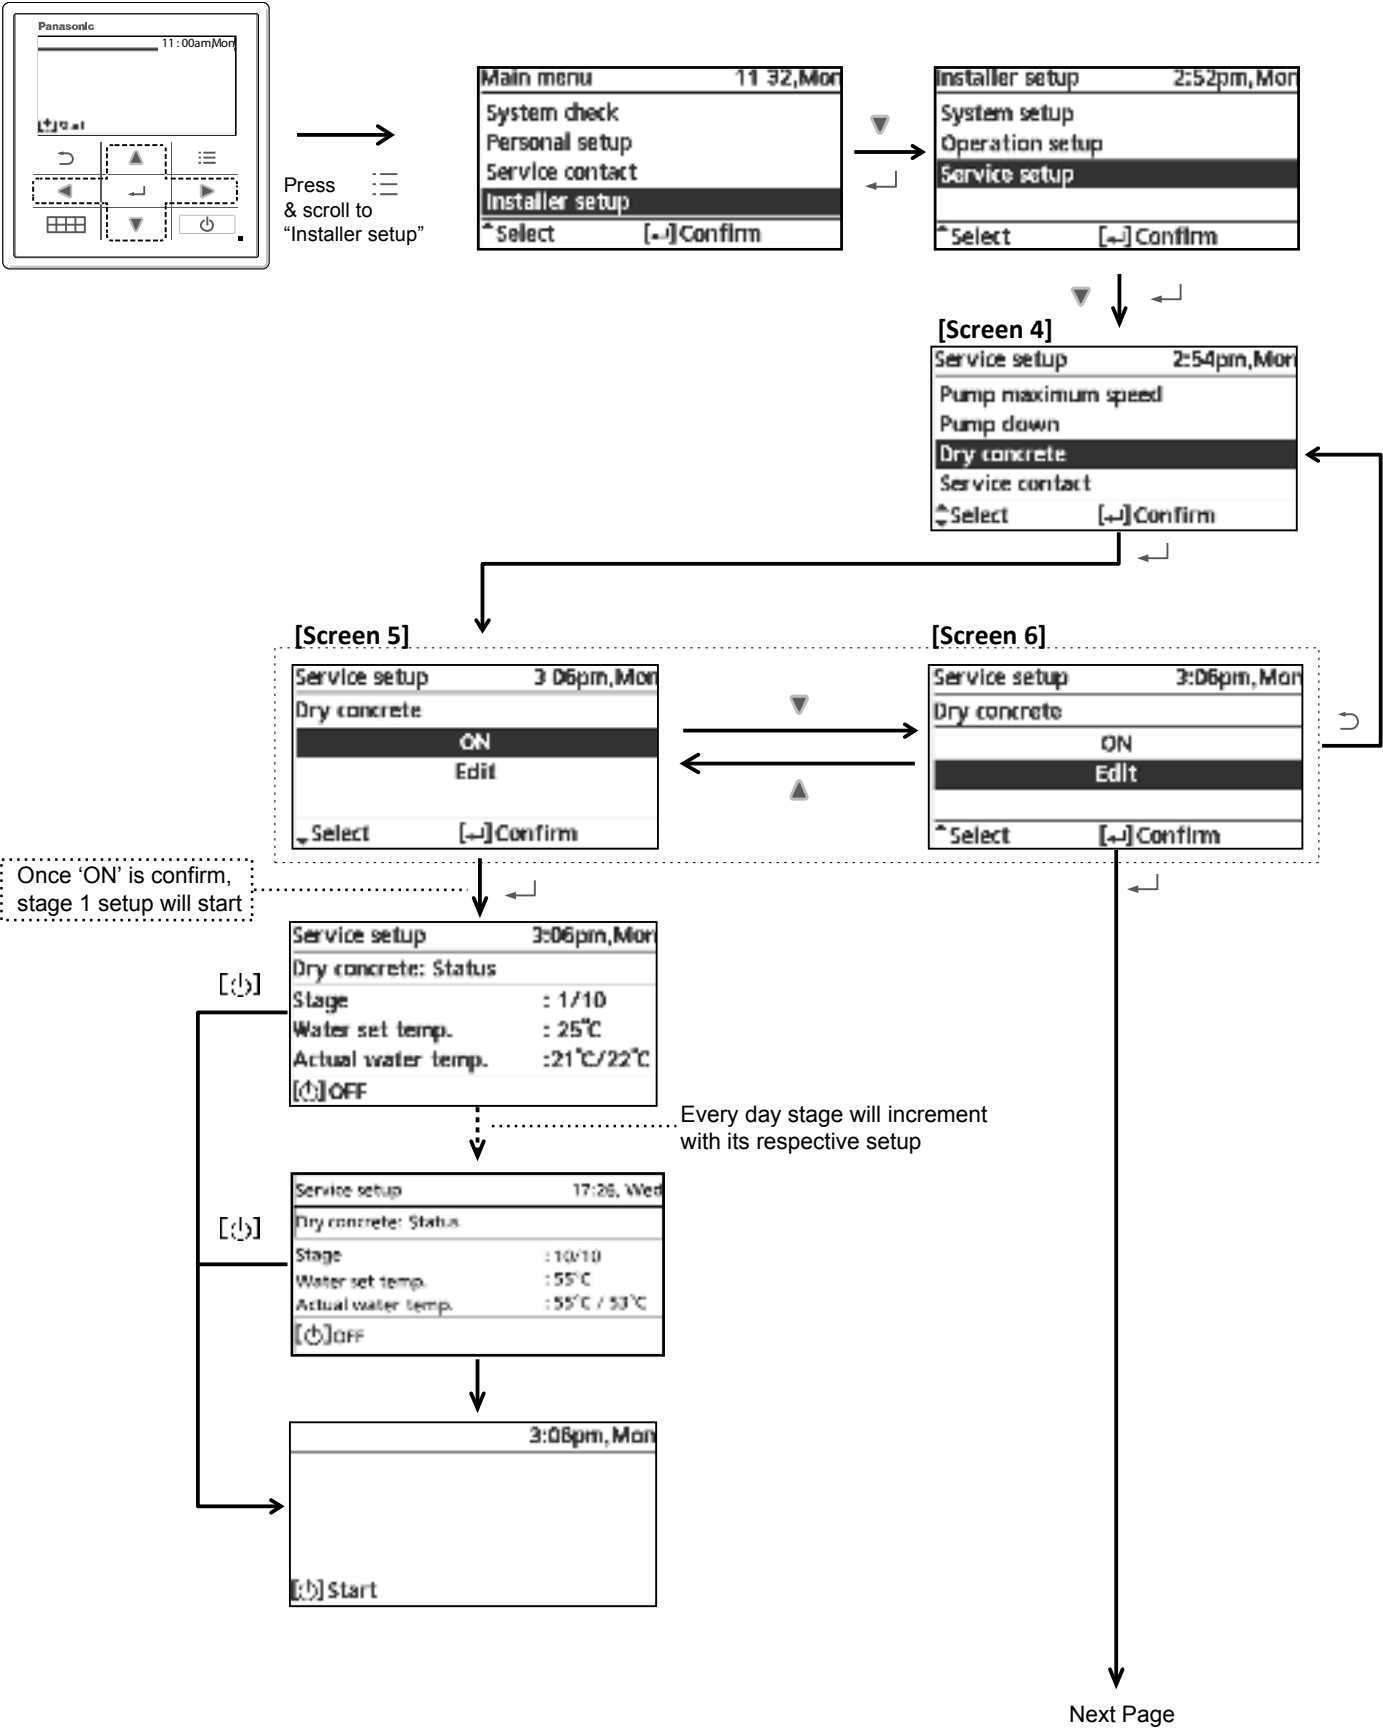 Panasonic
11:00am,Mon
Press
& scroll to
“Installer setup”
Main menu 11 32,Mon
System check
Personal setup
Service contact
Installer setup
Select [↵]Confirm
Installer setup 2:52pm,Mon
System setup
Operation setup
Service setup
Select [↵]Confirm
[Screen 4]
Service setup 2:54pm,Mon
Pump maximum speed
Pump down
Dry concrete
Service contact
Select [↵]Confirm
[Screen 5]
Service setup 3 06pm,Mon
Dry concrete
ON
Edit
Select [↵]Confirm
[Screen 6]
Service setup 3:06pm,Mon
Dry concrete
ON
Edit
Select [↵]Confirm
Once ‘ON’ is confirm,
stage 1 setup will start
Service setup 3:06pm,Mon
Dry concrete: Status
Stage : 1/10
Water set temp. : 25°C
Actual water temp. :21°C/22°C
[⏻]OFF
[⏻]
Every day stage will increment
with its respective setup
Service setup 17:26, Wed
Dry concrete: Status
Stage : 10/10
Water set temp. : 55°C
Actual water temp. : 55°C / 53°C
[⏻]OFF
[⏻]
3:06pm,Mon
[⏻]Start
Next Page